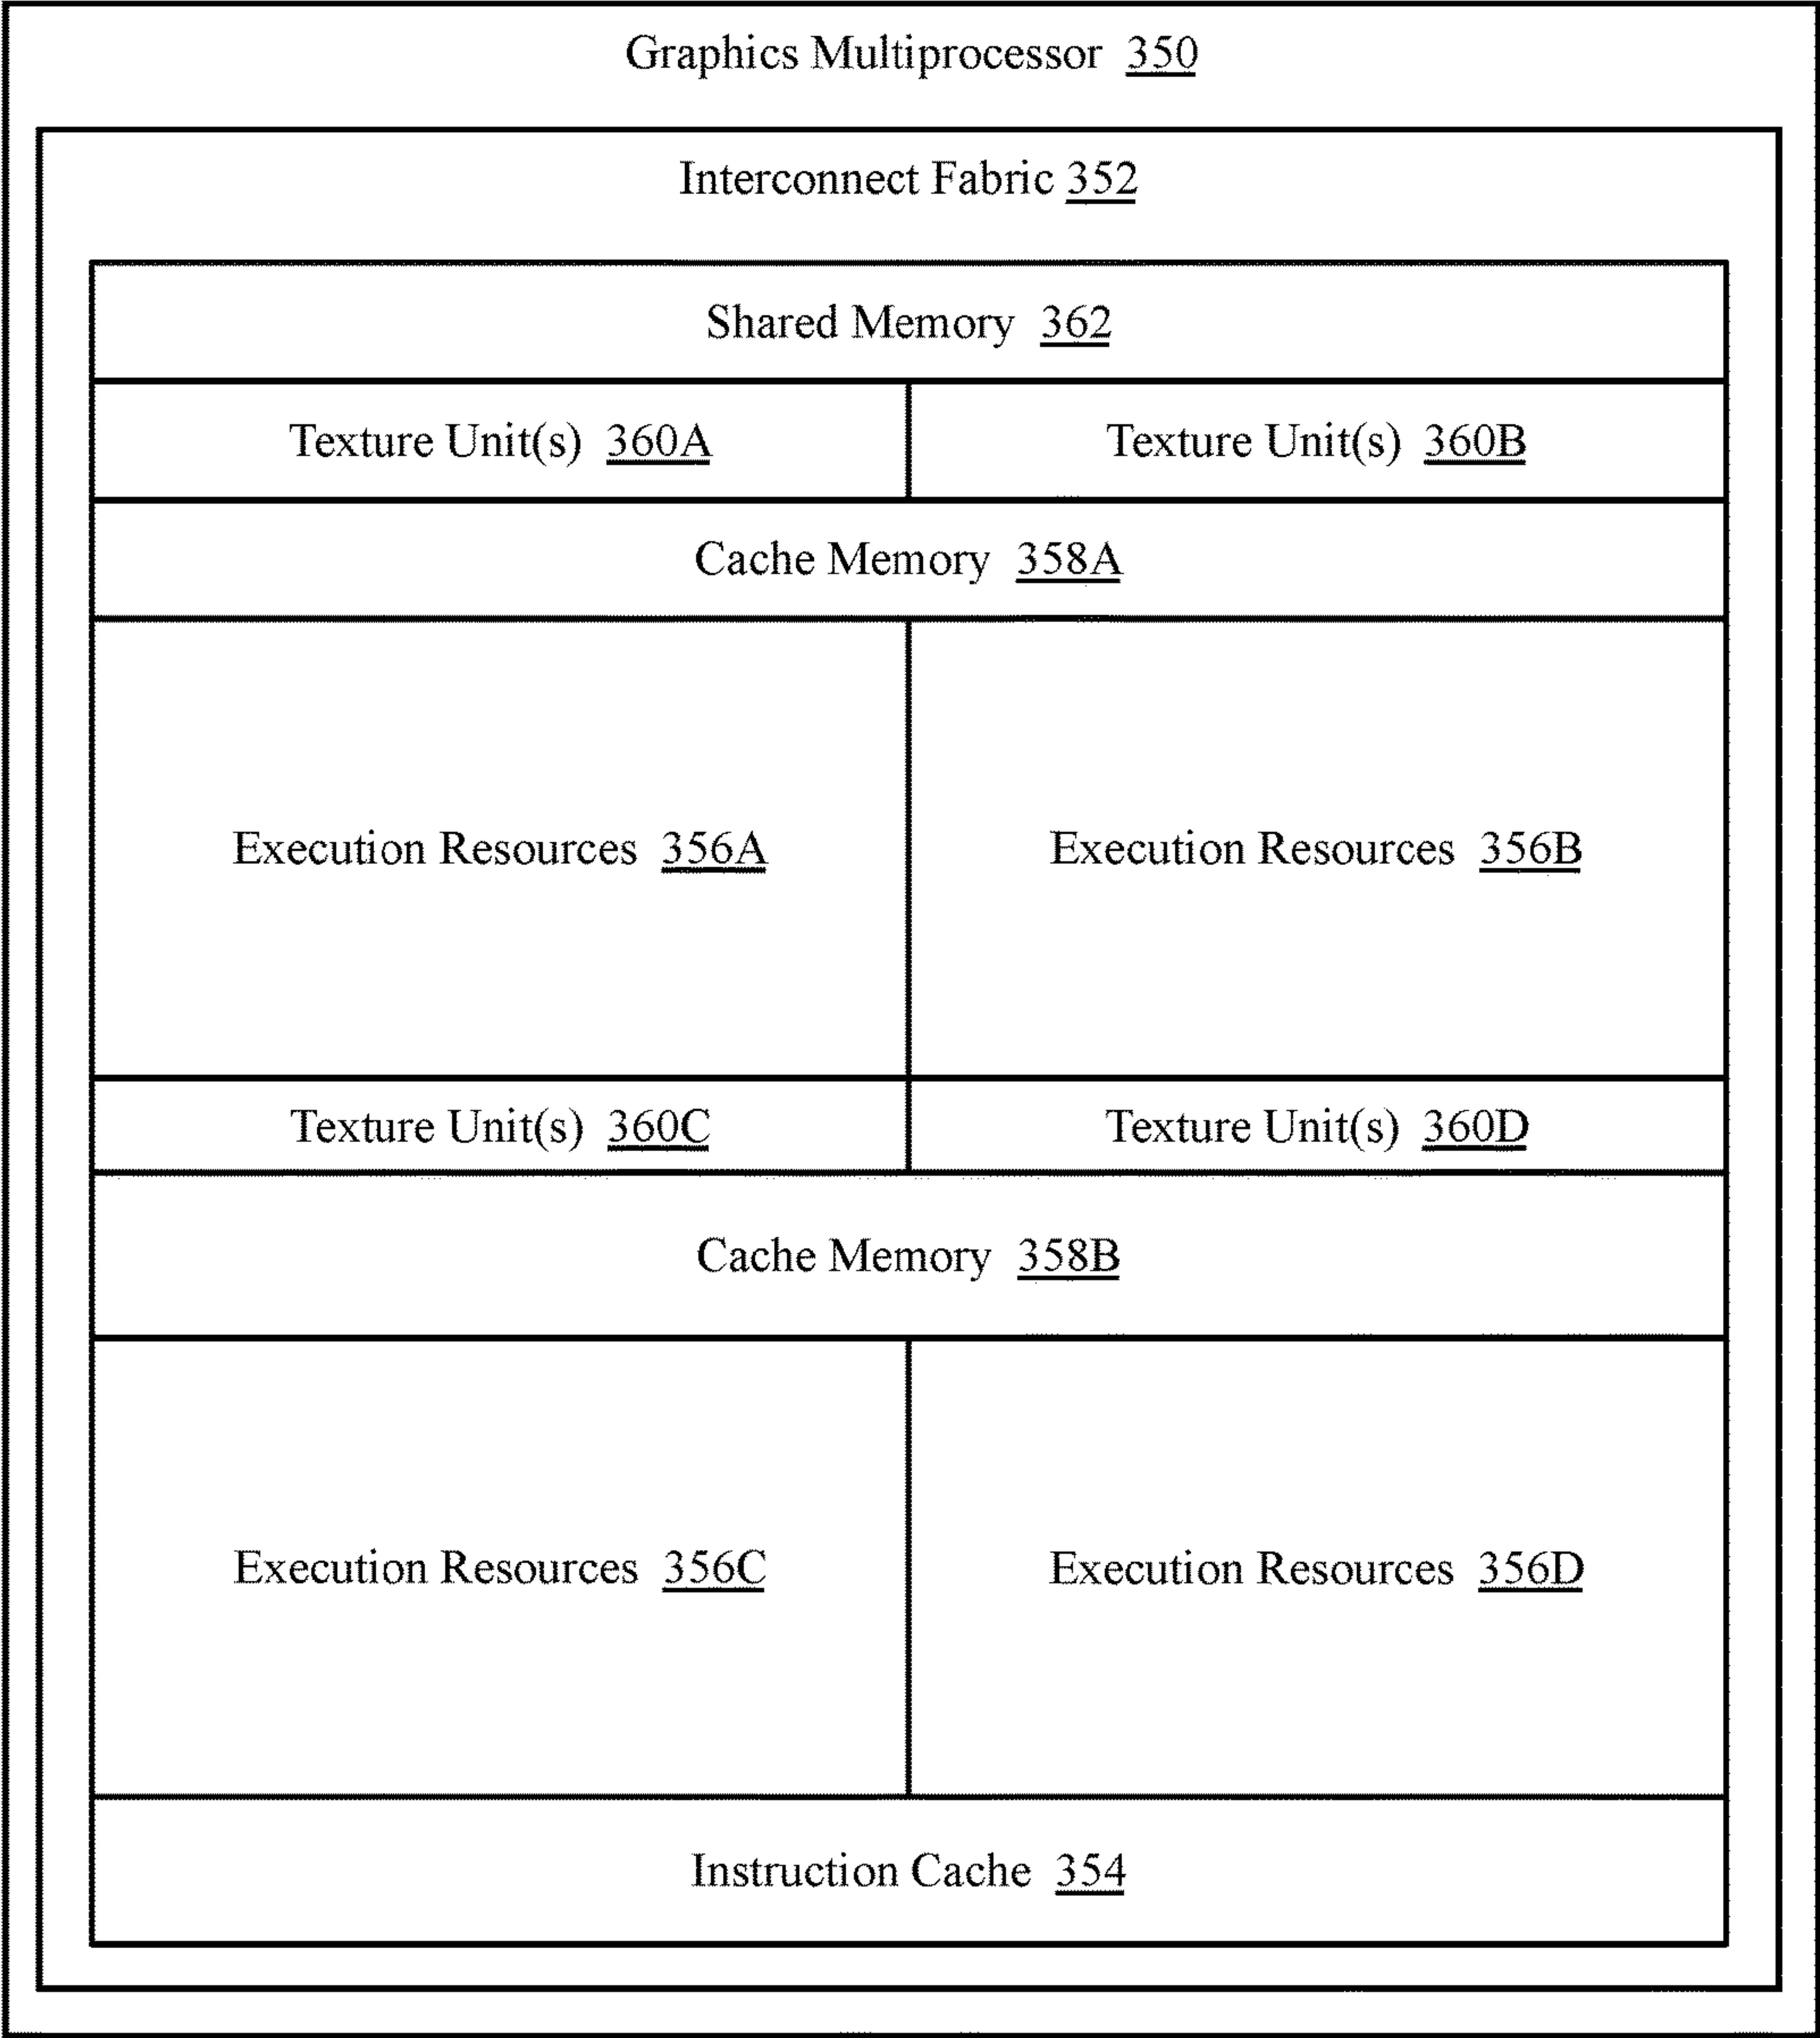 Graphics Multiprocessor 350
Interconnect Fabric 352
Shared Memory 362
Texture Unit(s) 360A
Texture Unit(s) 360B
Cache Memory 358A
Execution Resources 356A
Execution Resources 356B
Texture Unit(s) 360C
Texture Unit(s) 360D
Cache Memory 358B
Execution Resources 356C
Execution Resources 356D
Instruction Cache 354